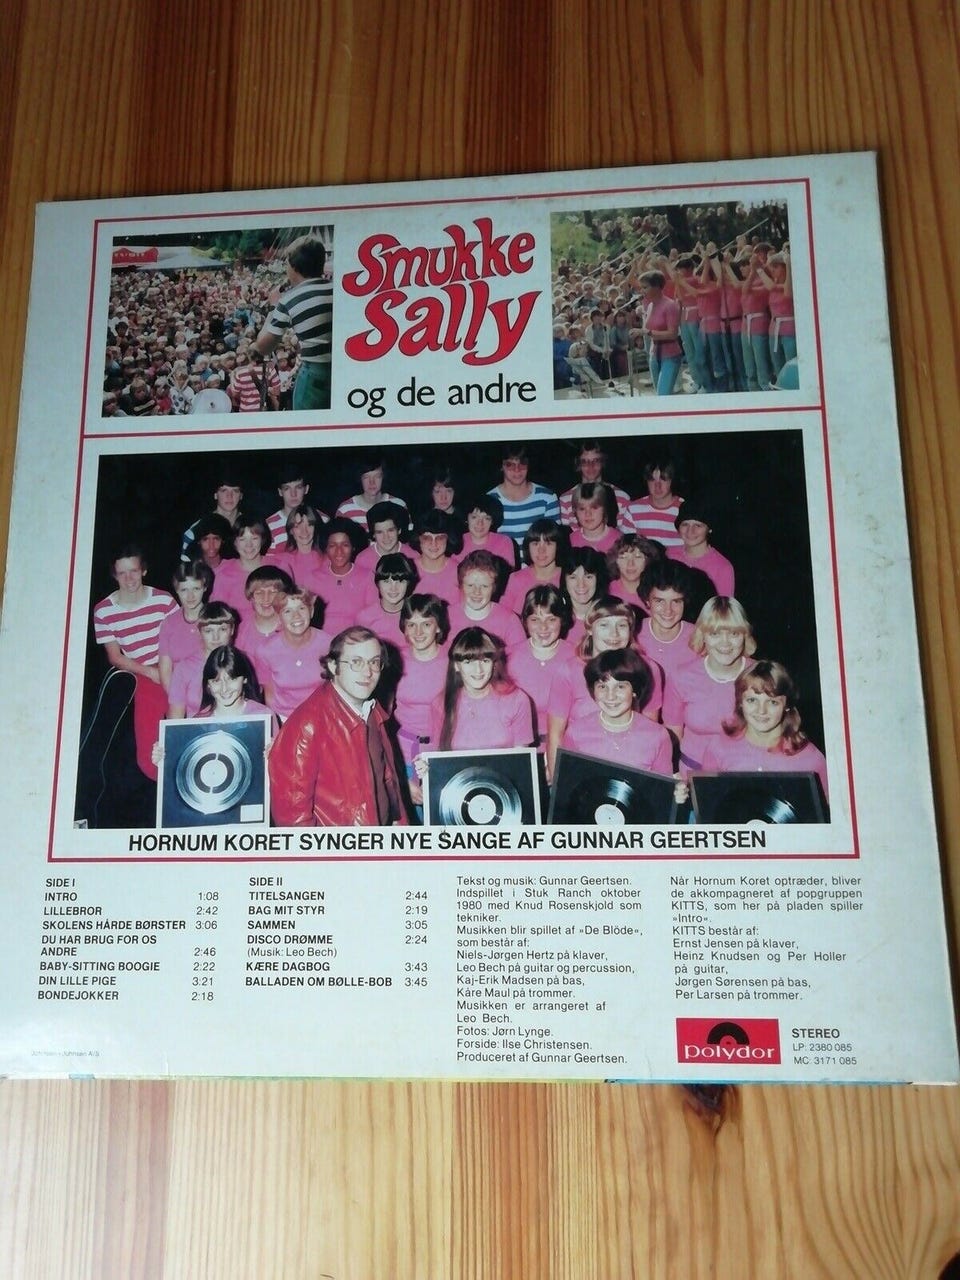 Smukke
Sally
og de andre
HORNUM KORET SYNGER NYE SANGE AF GUNNAR GEERTSEN
SIDE I
INTRO 1:08
LILLEBROR 2:42
SKOLENS HÅRDE BØRSTER 3:06
DU HAR BRUG FOR OS
ANDRE 2:46
BABY-SITTING BOOGIE 2:22
DIN LILLE PIGE 3:21
BONDEJOKKER 2:18
SIDE II
TITELSANGEN 2:44
BAG MIT STYR 2:19
SAMMEN 3:05
DISCO DRØMME 2:24
(Musik: Leo Bech)
KÆRE DAGBOG 3:43
BALLADEN OM BØLLE-BOB 3:45
Tekst og musik: Gunnar Geertsen.
Indspillet i Stuk Ranch oktober
1980 med Knud Rosenskjold som
tekniker.
Musikken blir spillet af »De Blöde«,
som består af:
Niels-Jørgen Hertz på klaver,
Leo Bech på guitar og percussion,
Kaj-Erik Madsen på bas,
Kåre Maul på trommer.
Musikken er arrangeret af
Leo Bech.
Fotos: Jørn Lynge.
Forside: Ilse Christensen.
Produceret af Gunnar Geertsen.
Når Hornum Koret optræder, bliver
de akkompagneret af popgruppen
KITTS, som her på pladen spiller
»Intro«.
KITTS består af:
Ernst Jensen på klaver,
Heinz Knudsen og Per Holler
på guitar,
Jørgen Sørensen på bas,
Per Larsen på trommer.
polydor
STEREO
LP: 2380 085
MC: 3171 085
Johnsen + Johnsen A/S